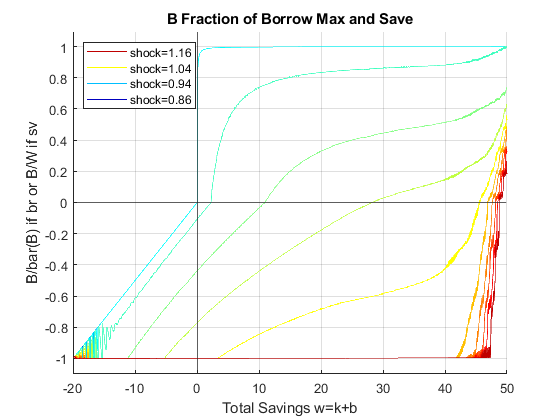 B Fraction of Borrow Max and Save
shock=1.16
shock=1.04
shock=0.94
shock=0.86
B/bar(B) if br or B/W if sv
1
0.8
0.6
0.4
0.2
0
-0.2
-0.4
-0.6
-0.8
-1
-20 -10 0 10 20 30 40 50
Total Savings w=k+b